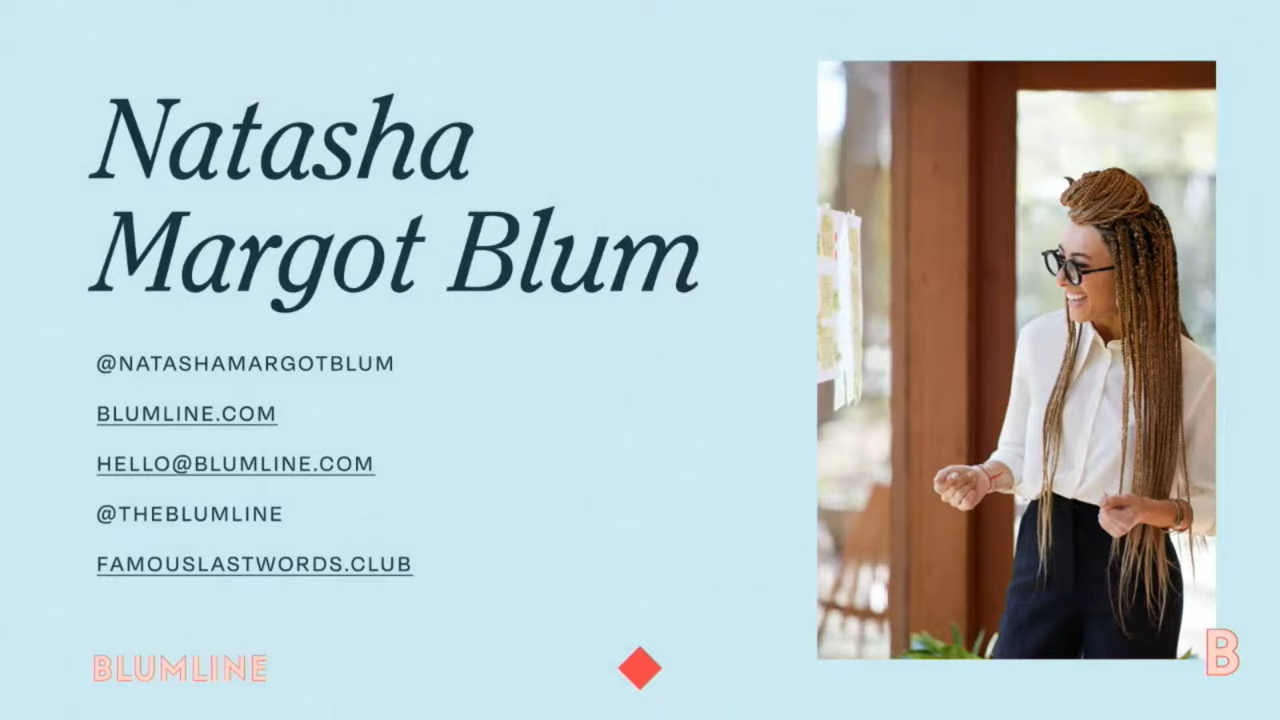 Natasha
Margot Blum
@NATASHAMARGOTBLUM
BLUMLINE.COM
HELLO@BLUMLINE.COM
@THEBLUMLINE
FAMOUSLASTWORDS.CLUB
BLUMLINE
B